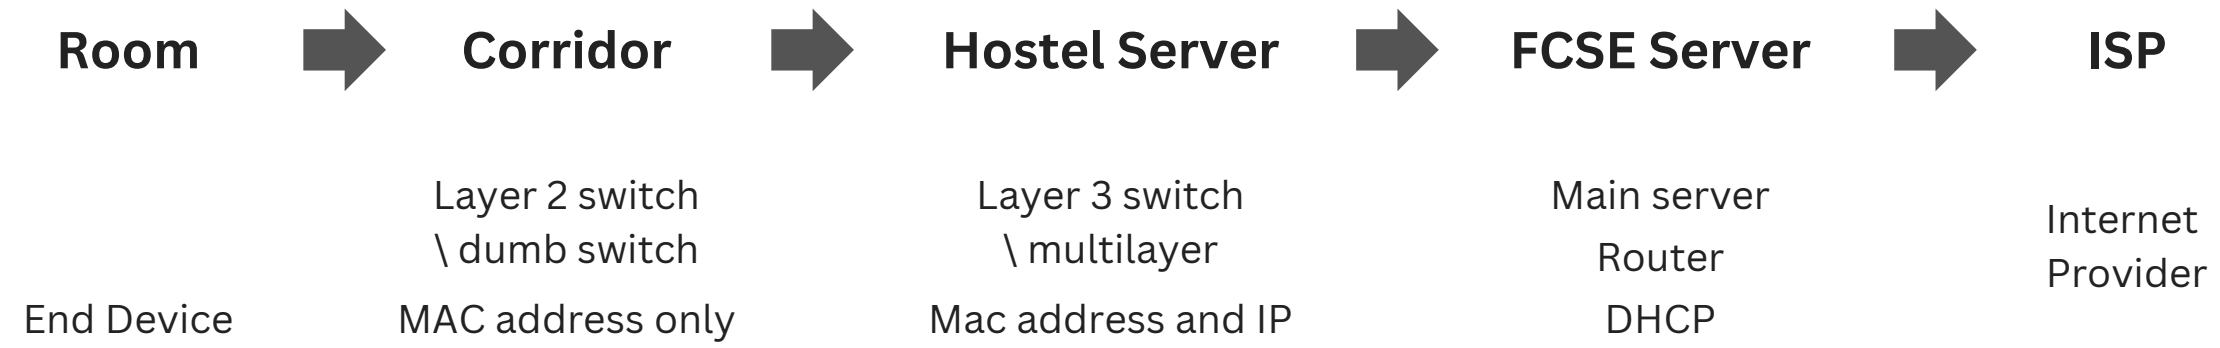 Room
Corridor
Hostel Server
FCSE Server
ISP
Layer 2 switch
\ dumb switch
Layer 3 switch
\ multilayer
Main server
Router
Internet
Provider
End Device
MAC address only
Mac address and IP
DHCP